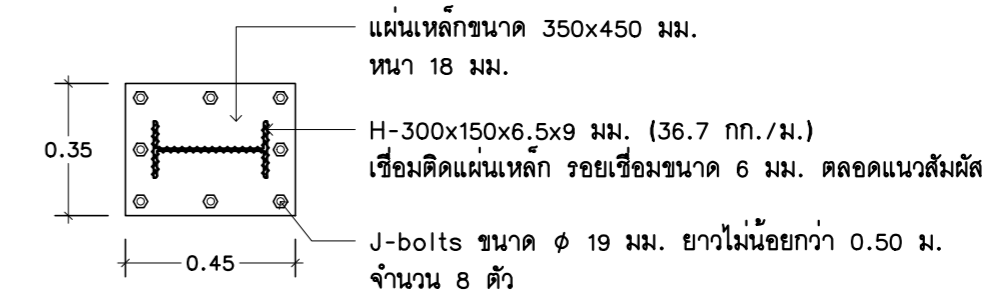 แผ่นเหล็กขนาด 350x450 มม.
หนา 18 มม.
0.35
H-300x150x6.5x9 มม. (36.7 กก./ม.)
เชื่อมติดแผ่นเหล็ก รอยเชื่อมขนาด 6 มม. ตลอดแนวสัมผัส
J-bolts ขนาด φ 19 มม. ยาวไม่น้อยกว่า 0.50 ม.
0.45
จำนวน 8 ตัว